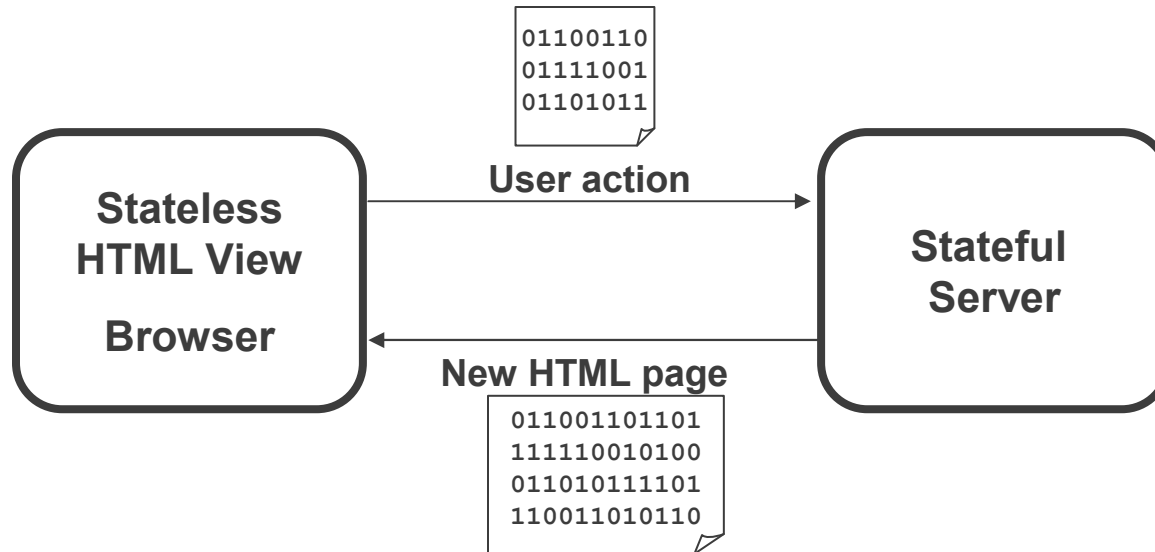 01100110
01111001
01101011
User action
Stateless
HTML View
Browser
Stateful
Server
New HTML page
011001101101
111110010100
011010111101
110011010110